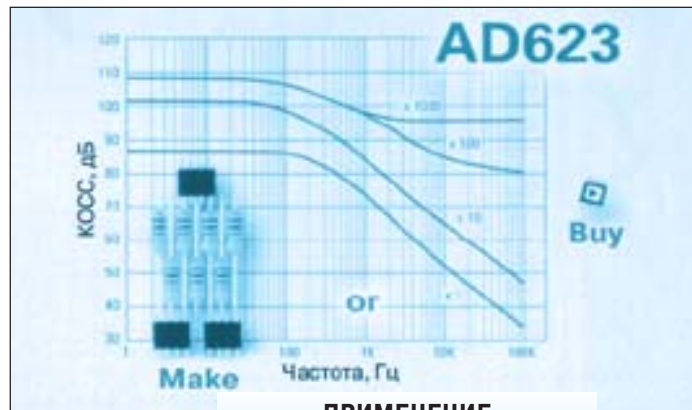 AD623
120
110
100
90
80
70
60
50
40
30
КОСС, дБ
x 1000
x 100
x 10
x 1
Buy
or
1
100
1K
10K
100K
Make
Частота, Гц
ПРИМЕНЕНИЕ